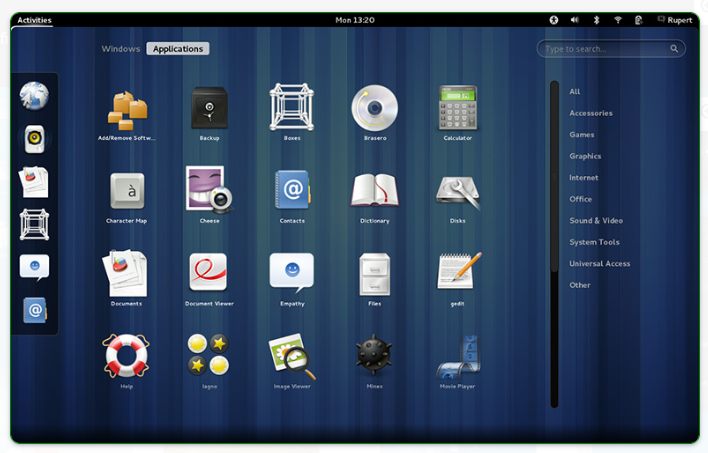 Activities Mon 13:20 Rupert
Windows Applications Type to search...
Add/Remove Softw... Backup Boxes Brasero Calculator
Character Map Cheese Contacts Dictionary Disks
Documents Document Viewer Empathy Files gedit
Help Iagno Image Viewer Mines Movie Player
All
Accessories
Games
Graphics
Internet
Office
Sound & Video
System Tools
Universal Access
Other